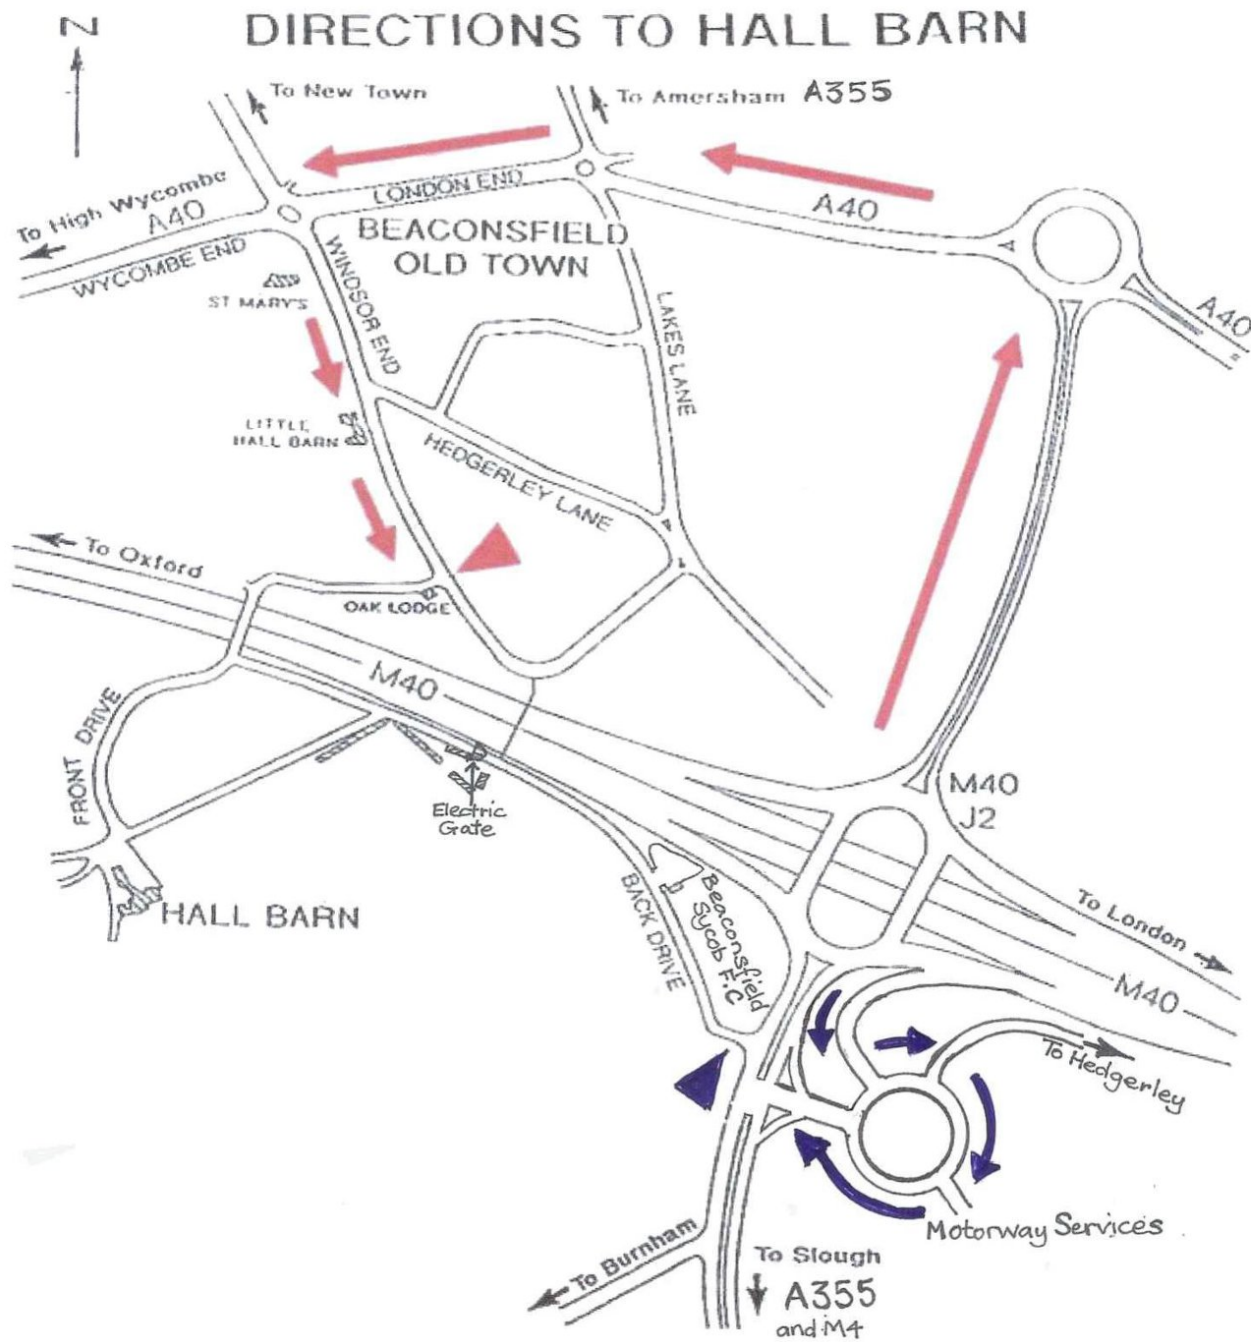 DIRECTIONS TO HALL BARN
N
To New Town
To Amersham A355
To High Wycombe
A40
WYCOMBE END
LONDON END
A40
A40
BEACONSFIELD
OLD TOWN
ST MARY'S
WINDSOR END
LAKES LANE
LITTLE
HALL BARN
HEDGERLEY LANE
To Oxford
OAK LODGE
M40
FRONT DRIVE
Electric
Gate
M40
J2
HALL BARN
BACK DRIVE
Beaconsfield
Sycob F.C
To London
M40
To Hedgerley
Motorway Services
To Burnham
To Slough
A355
and M4